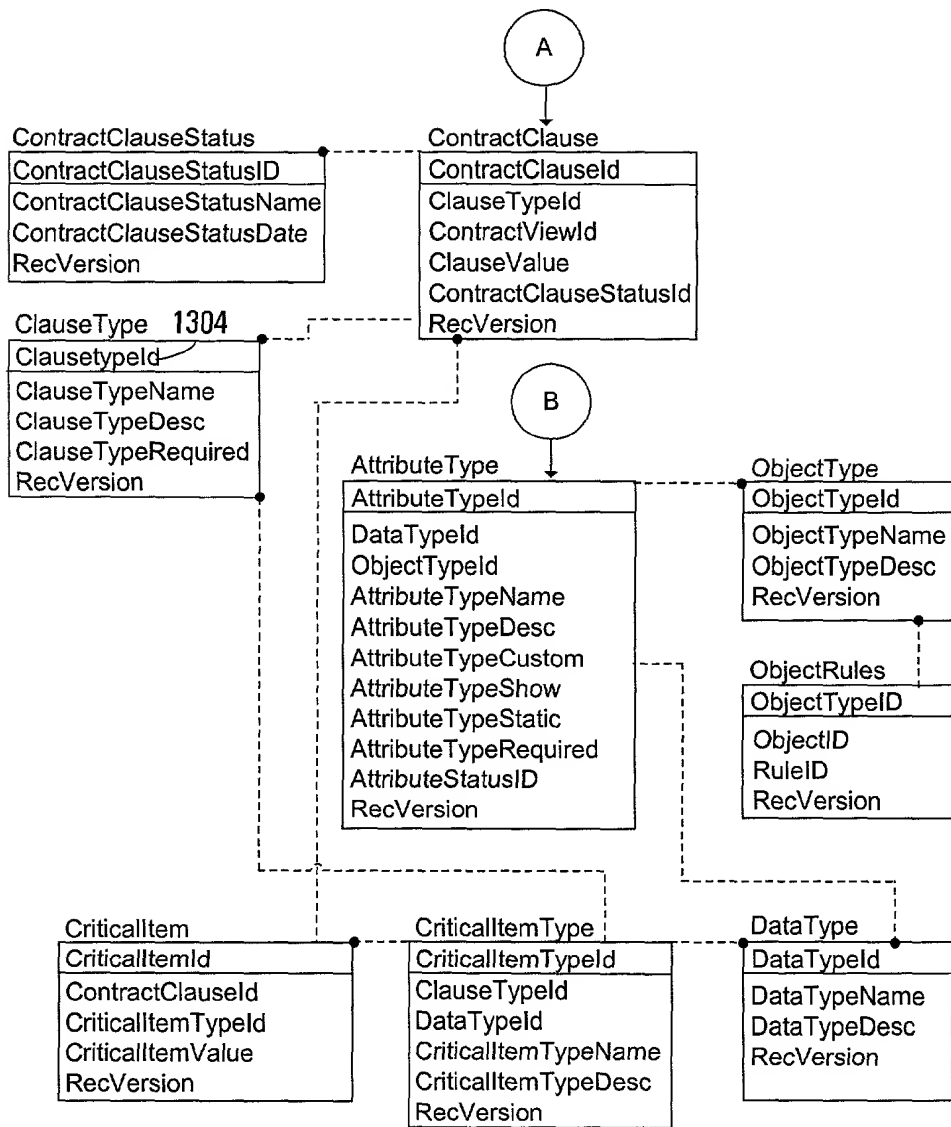 A
ContractClauseStatus
ContractClauseStatusID
ContractClauseStatusName
ContractClauseStatusDate
RecVersion
ContractClause
ContractClauseId
ClauseTypeId
ContractViewId
ClauseValue
ContractClauseStatusId
RecVersion
ClauseType 1304
ClausetypeId
ClauseTypeName
ClauseTypeDesc
ClauseTypeRequired
RecVersion
B
AttributeType
AttributeTypeId
DataTypeId
ObjectTypeId
AttributeTypeName
AttributeTypeDesc
AttributeTypeCustom
AttributeTypeShow
AttributeTypeStatic
AttributeTypeRequired
AttributeStatusID
RecVersion
ObjectType
ObjectTypeId
ObjectTypeName
ObjectTypeDesc
RecVersion
ObjectRules
ObjectTypeID
ObjectID
RuleID
RecVersion
CriticalItem
CriticalItemId
ContractClauseId
CriticalItemTypeId
CriticalItemValue
RecVersion
CriticalItemType
CriticalItemTypeId
ClauseTypeId
DataTypeId
CriticalItemTypeName
CriticalItemTypeDesc
RecVersion
DataType
DataTypeId
DataTypeName
DataTypeDesc
RecVersion